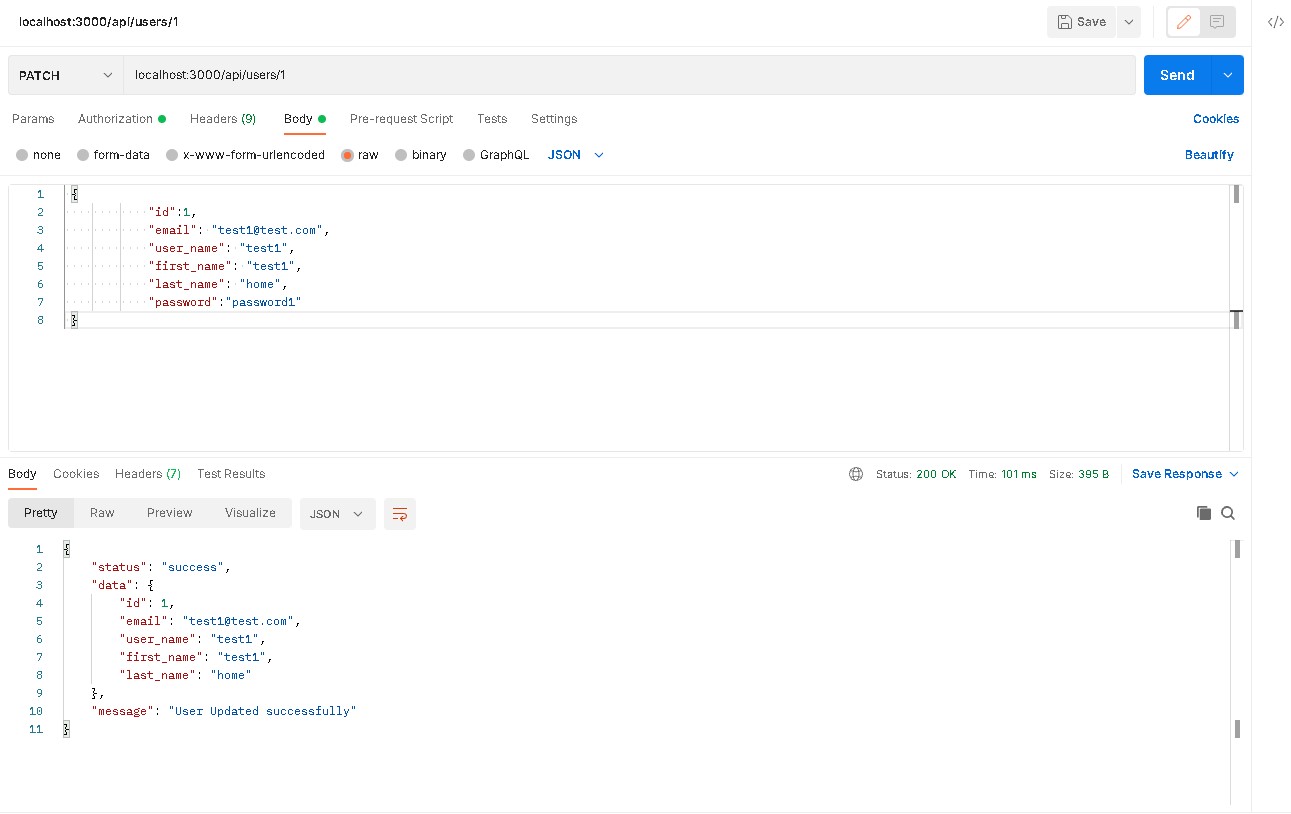 localhost:3000/api/users/1
Save
PATCH localhost:3000/api/users/1 Send
Params Authorization Headers (9) Body Pre-request Script Tests Settings Cookies
none form-data x-www-form-urlencoded raw binary GraphQL JSON Beautify
1 {
2 "id":1,
3 "email": "test1@test.com",
4 "user_name": "test1",
5 "first_name": "test1",
6 "last_name": "home",
7 "password":"password1"
8 }
Body Cookies Headers (7) Test Results Status: 200 OK Time: 101 ms Size: 395 B Save Response
Pretty Raw Preview Visualize JSON
1 {
2 "status": "success",
3 "data": {
4 "id": 1,
5 "email": "test1@test.com",
6 "user_name": "test1",
7 "first_name": "test1",
8 "last_name": "home"
9 },
10 "message": "User Updated successfully"
11 }